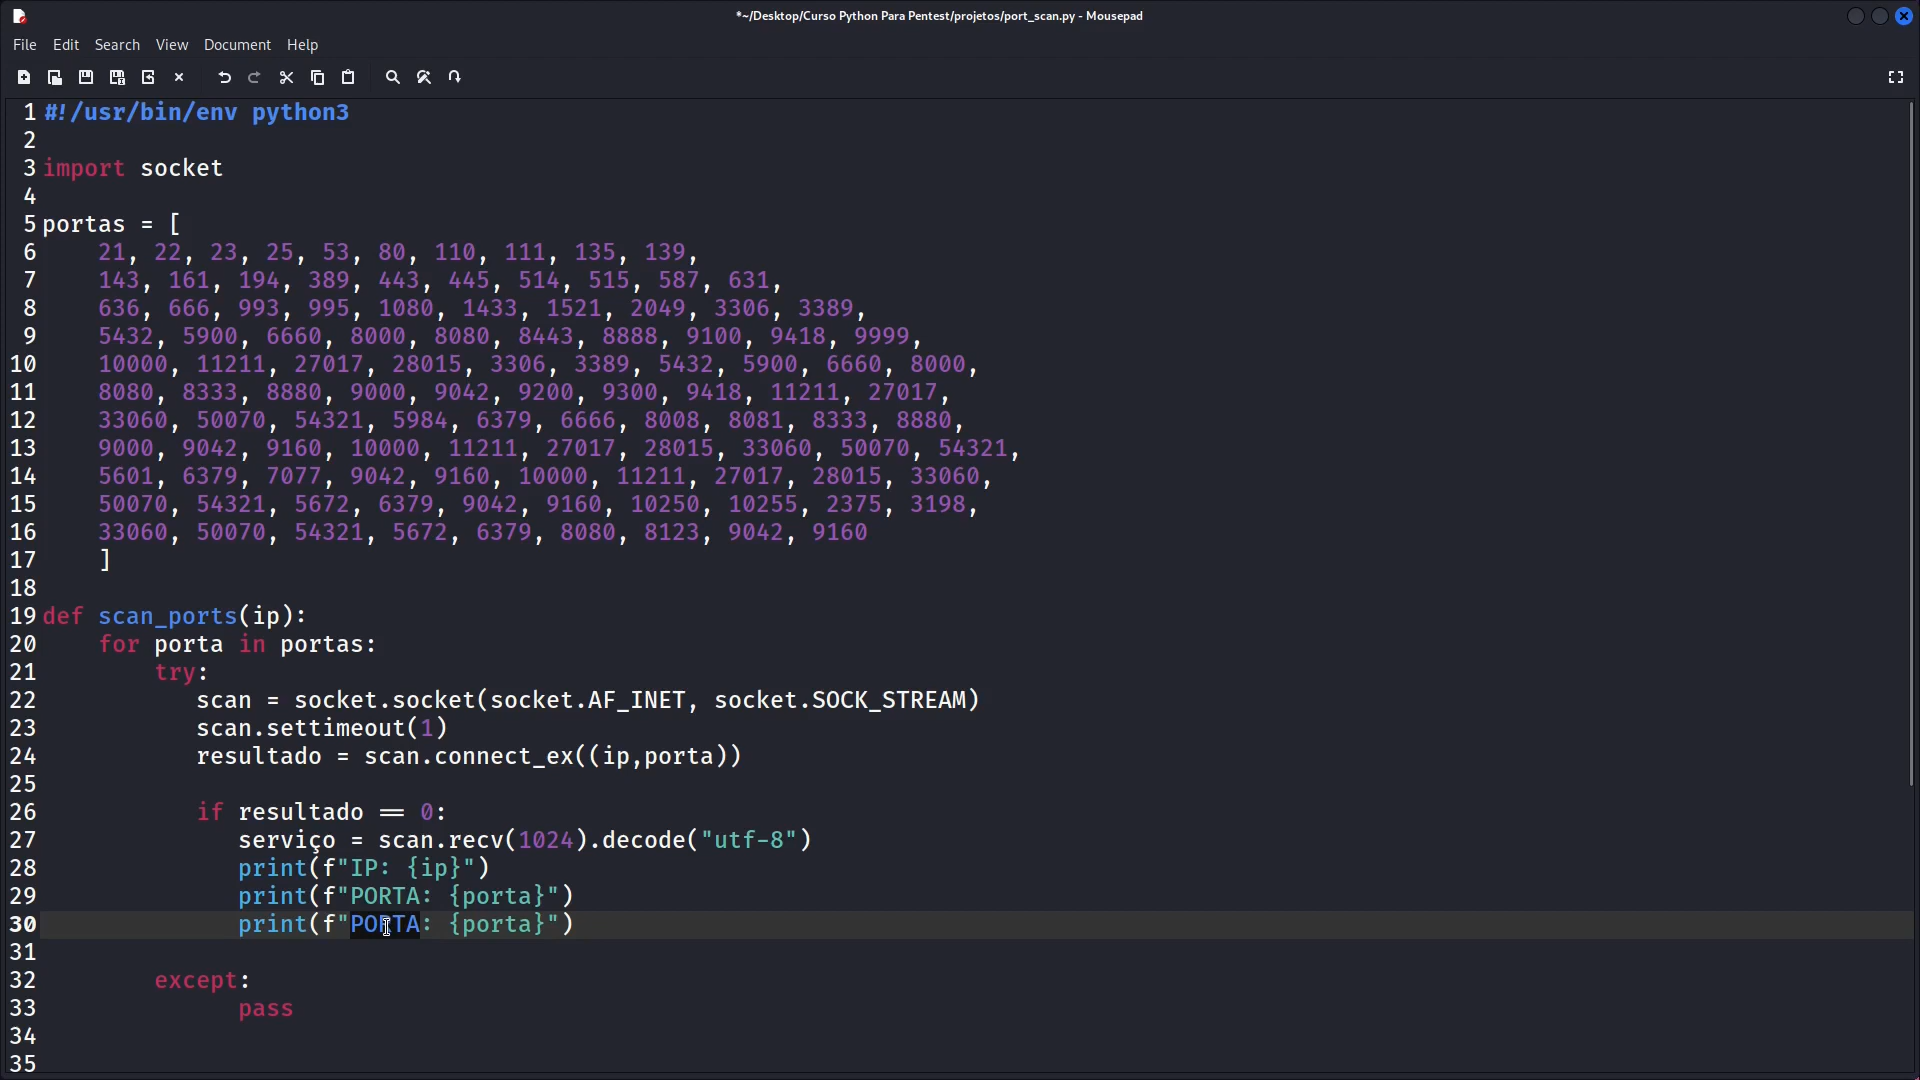 *~/Desktop/Curso Python Para Pentest/projetos/port_scan.py - Mousepad
File Edit Search View Document Help
1 #!/usr/bin/env python3
2
3 import socket
4
5 portas = [
6     21, 22, 23, 25, 53, 80, 110, 111, 135, 139,
7     143, 161, 194, 389, 443, 445, 514, 515, 587, 631,
8     636, 666, 993, 995, 1080, 1433, 1521, 2049, 3306, 3389,
9     5432, 5900, 6660, 8000, 8080, 8443, 8888, 9100, 9418, 9999,
10     10000, 11211, 27017, 28015, 3306, 3389, 5432, 5900, 6660, 8000,
11     8080, 8333, 8880, 9000, 9042, 9200, 9300, 9418, 11211, 27017,
12     33060, 50070, 54321, 5984, 6379, 6666, 8008, 8081, 8333, 8880,
13     9000, 9042, 9160, 10000, 11211, 27017, 28015, 33060, 50070, 54321,
14     5601, 6379, 7077, 9042, 9160, 10000, 11211, 27017, 28015, 33060,
15     50070, 54321, 5672, 6379, 9042, 9160, 10250, 10255, 2375, 3198,
16     33060, 50070, 54321, 5672, 6379, 8080, 8123, 9042, 9160
17     ]
18
19 def scan_ports(ip):
20     for porta in portas:
21         try:
22            scan = socket.socket(socket.AF_INET, socket.SOCK_STREAM)
23            scan.settimeout(1)
24            resultado = scan.connect_ex((ip,porta))
25
26            if resultado == 0:
27               serviço = scan.recv(1024).decode("utf-8")
28               print(f"IP: {ip}")
29               print(f"PORTA: {porta}")
30               print(f"PORTA: {porta}")
31
32         except:
33               pass
34
35